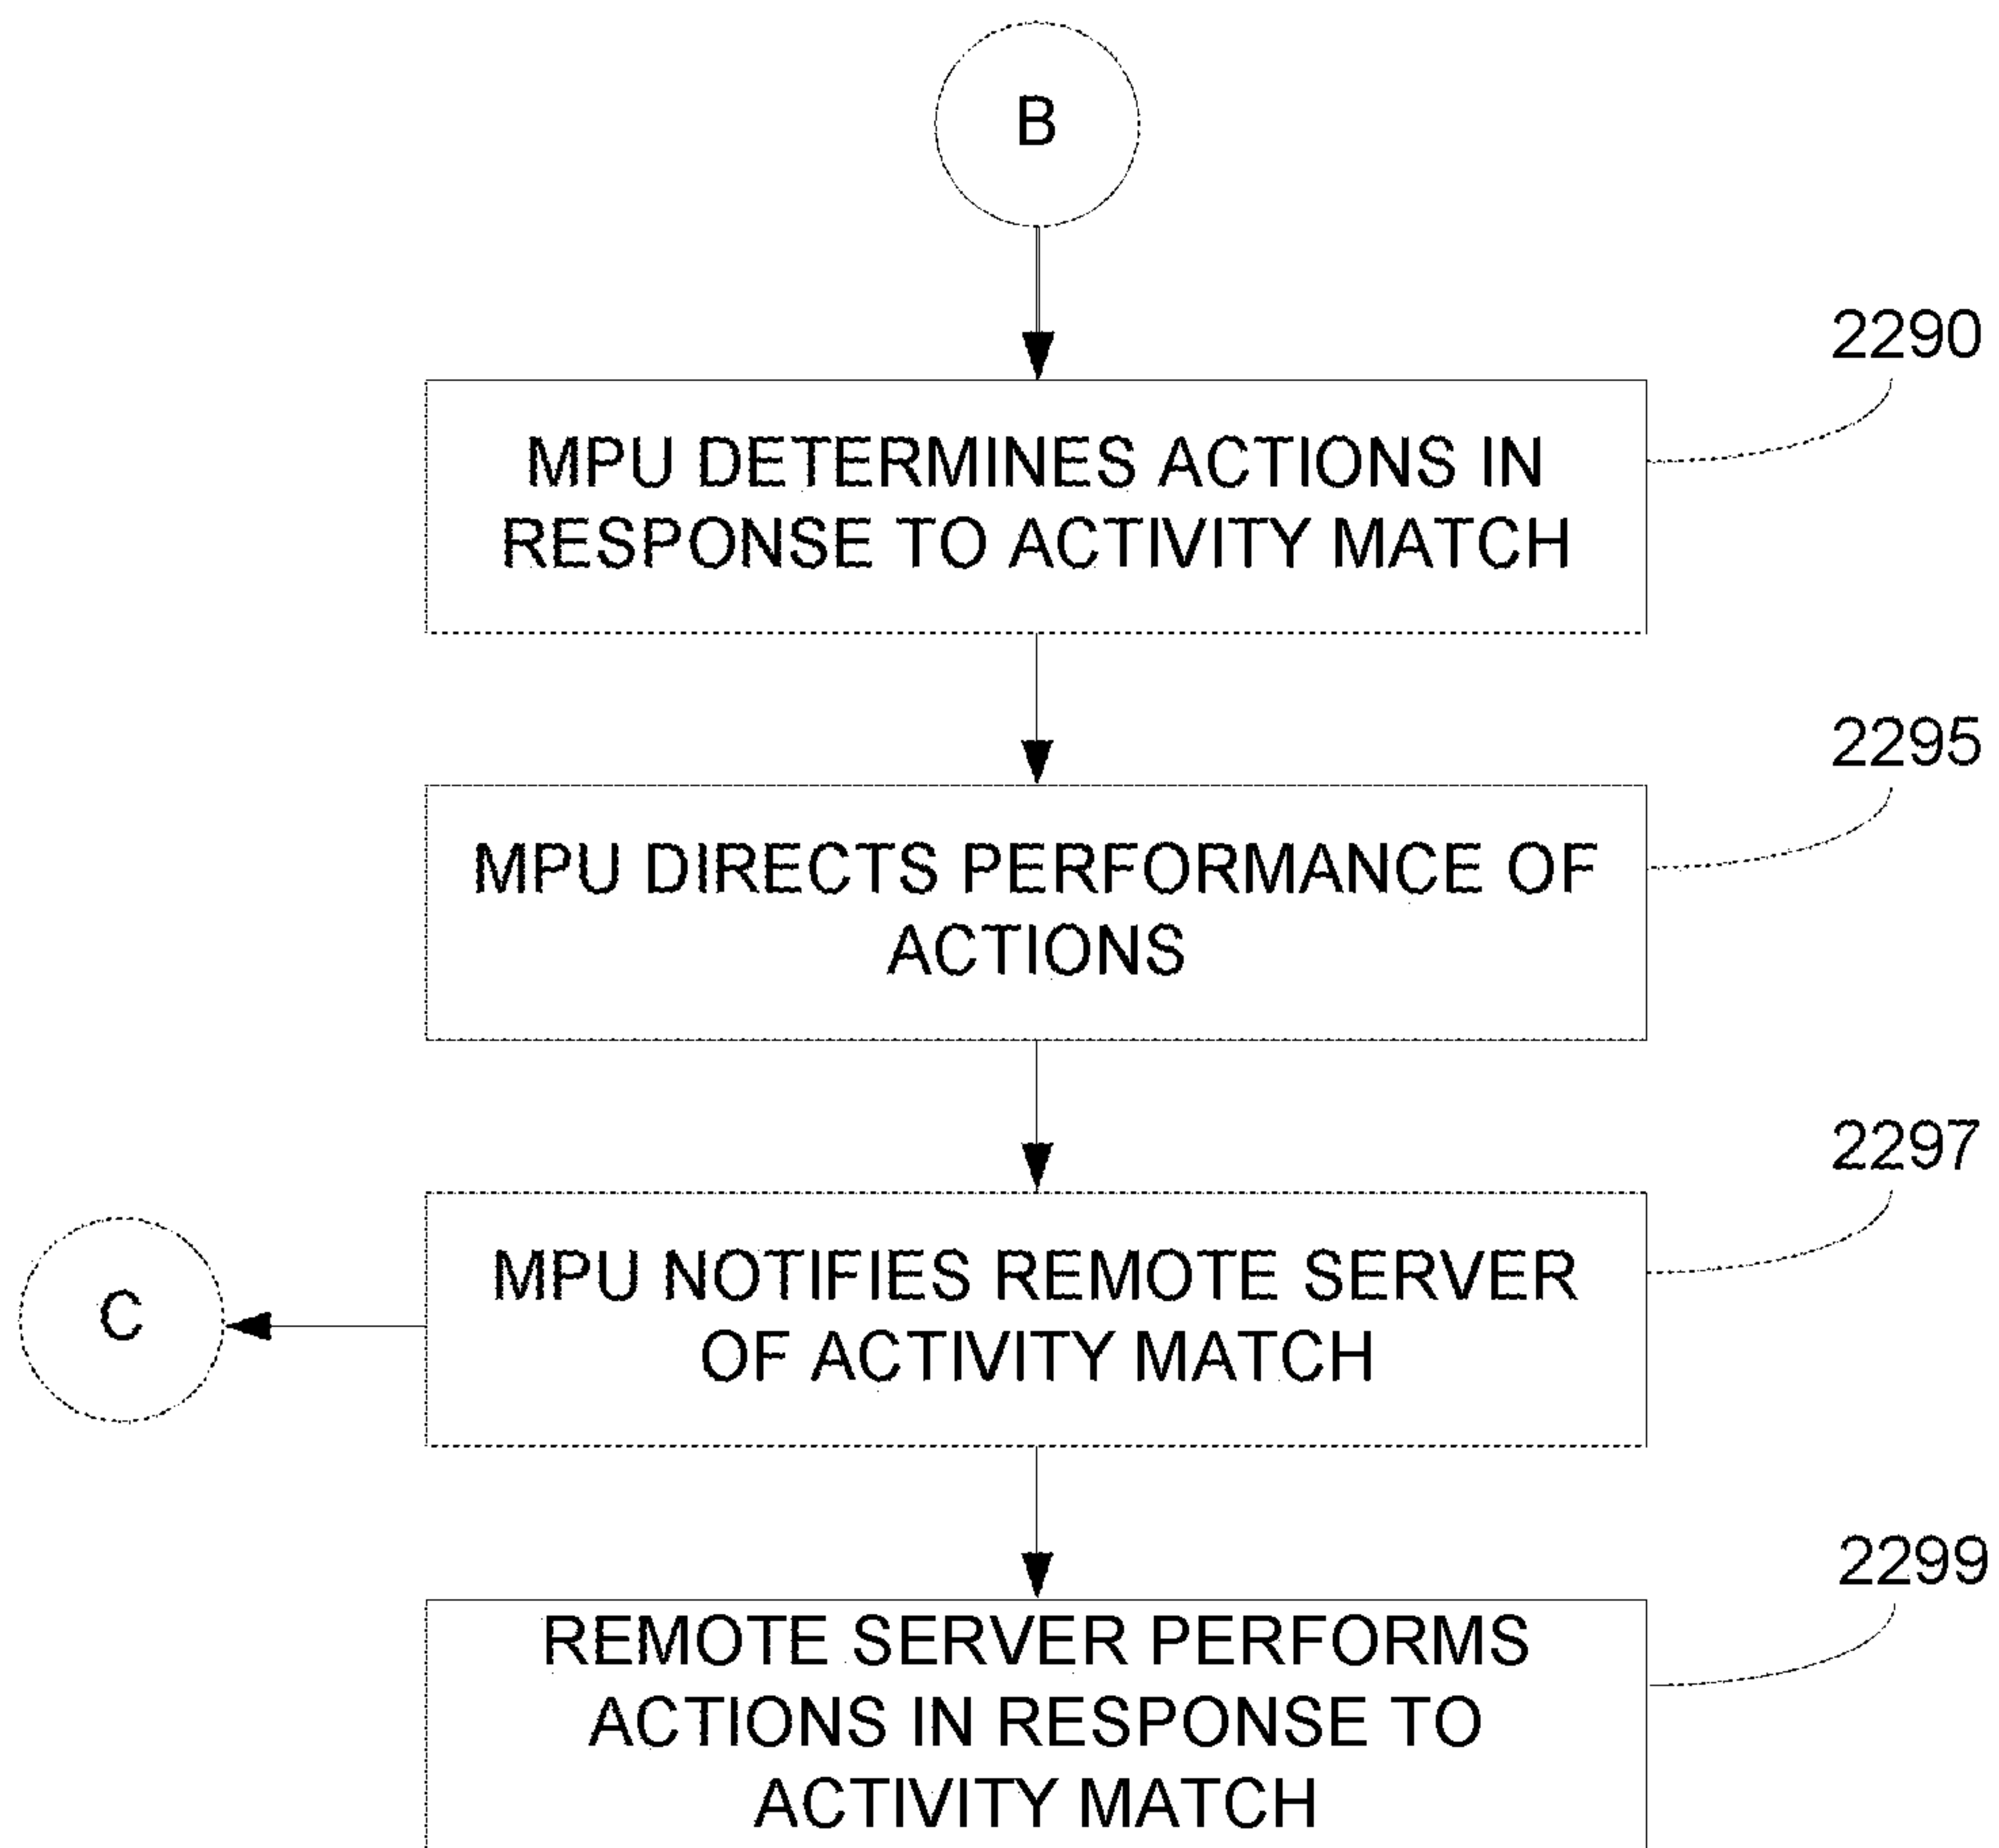 B
2290
MPU DETERMINES ACTIONS IN
RESPONSE TO ACTIVITY MATCH
2295
MPU DIRECTS PERFORMANCE OF
ACTIONS
2297
MPU NOTIFIES REMOTE SERVER
OF ACTIVITY MATCH
C
2299
REMOTE SERVER PERFORMS
ACTIONS IN RESPONSE TO
ACTIVITY MATCH